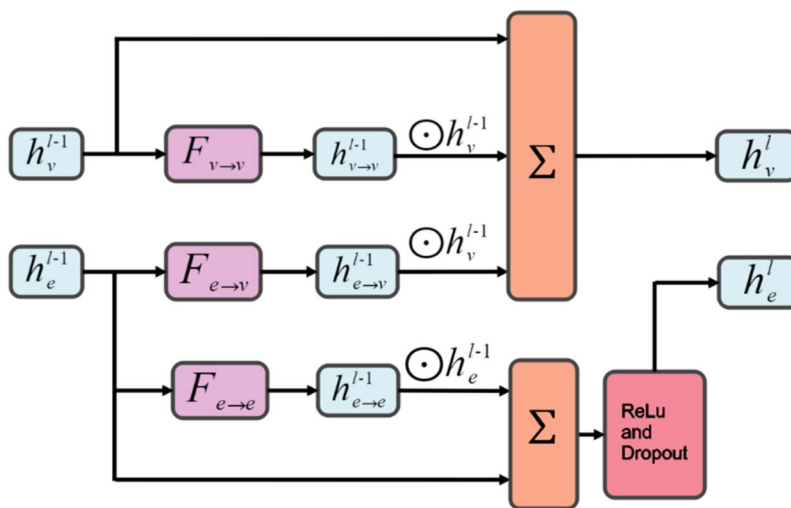 h_v^{l-1}
F_{v→v}
h_{v→v}^{l-1}
⊙h_v^{l-1}
Σ
h_v^l
h_e^{l-1}
F_{e→v}
h_{e→v}^{l-1}
⊙h_v^{l-1}
h_e^l
F_{e→e}
h_{e→e}^{l-1}
⊙h_e^{l-1}
Σ
ReLu
and
Dropout